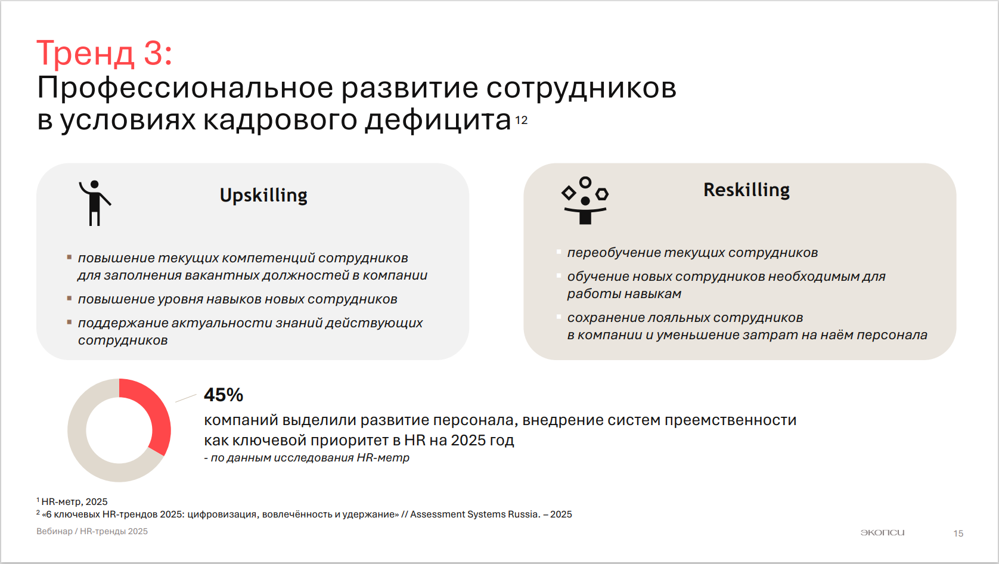 Тренд 3:
Профессиональное развитие сотрудников
в условиях кадрового дефицита 12
Upskilling
▪ повышение текущих компетенций сотрудников
для заполнения вакантных должностей в компании
▪ повышение уровня навыков новых сотрудников
▪ поддержание актуальности знаний действующих
сотрудников
Reskilling
▪ переобучение текущих сотрудников
▪ обучение новых сотрудников необходимым для
работы навыкам
▪ сохранение лояльных сотрудников
в компании и уменьшение затрат на наём персонала
45%
компаний выделили развитие персонала, внедрение систем преемственности
как ключевой приоритет в HR на 2025 год
- по данным исследования HR-метр
1 HR-метр, 2025
2 «6 ключевых HR-трендов 2025: цифровизация, вовлечённость и удержание» // Assessment Systems Russia. – 2025
Вебинар / HR-тренды 2025
экопси
15